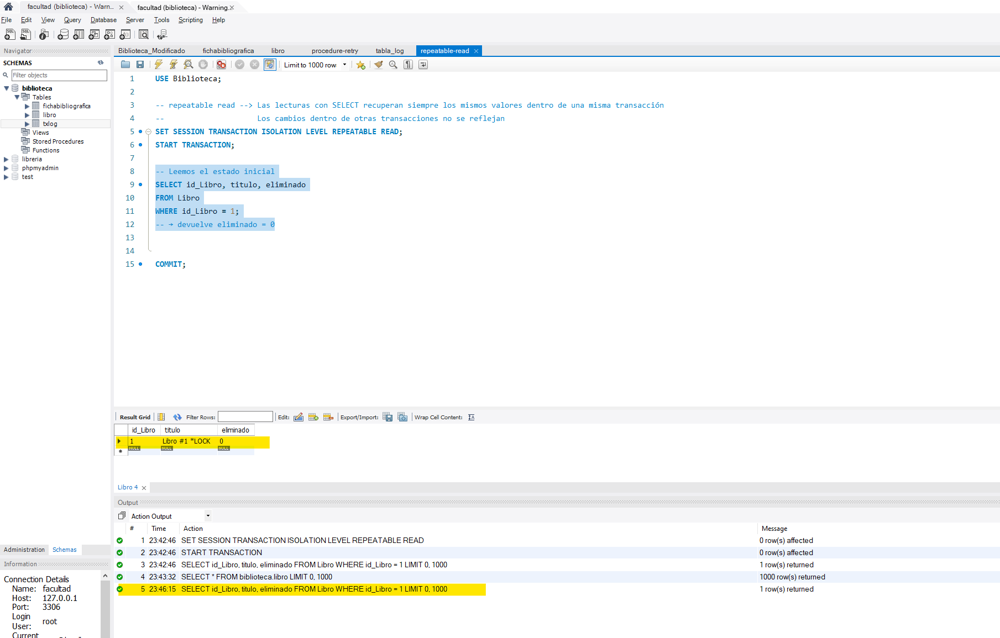 facultad (biblioteca) - Warn...
facultad (biblioteca) - Warning.
File Edit View Query Database Server Tools Scripting Help
Navigator
SCHEMAS
Filter objects
biblioteca
Tables
fichabibliografica
libro
txlog
Views
Stored Procedures
Functions
libreria
phpmyadmin
test
Biblioteca_Modificado fichabibliografica libro procedure-retry tabla_log repeatable-read
Limit to 1000 row
1 USE Biblioteca;
2
3 -- repeatable read --> Las lecturas con SELECT recuperan siempre los mismos valores dentro de una misma transacción
4 -- Los cambios dentro de otras transacciones no se reflejan
5 SET SESSION TRANSACTION ISOLATION LEVEL REPEATABLE READ;
6 START TRANSACTION;
7
8 -- Leemos el estado inicial
9 SELECT id_Libro, titulo, eliminado
10 FROM Libro
11 WHERE id_Libro = 1;
12 -- → devuelve eliminado = 0
13
14
15 COMMIT;
Result Grid Filter Rows: Edit: Export/Import: Wrap Cell Content:
id_Libro titulo eliminado
1 Libro #1 *LOCK 0
NULL NULL NULL
Libro 4
Output
Action Output
# Time Action Message
1 23:42:46 SET SESSION TRANSACTION ISOLATION LEVEL REPEATABLE READ 0 row(s) affected
2 23:42:46 START TRANSACTION 0 row(s) affected
3 23:42:46 SELECT id_Libro, titulo, eliminado FROM Libro WHERE id_Libro = 1 LIMIT 0, 1000 1 row(s) returned
4 23:43:32 SELECT * FROM biblioteca.libro LIMIT 0, 1000 1000 row(s) returned
5 23:46:15 SELECT id_Libro, titulo, eliminado FROM Libro WHERE id_Libro = 1 LIMIT 0, 1000 1 row(s) returned
Administration Schemas
Information
Connection Details
Name: facultad
Host: 127.0.0.1
Port: 3306
Login
User: root
Current